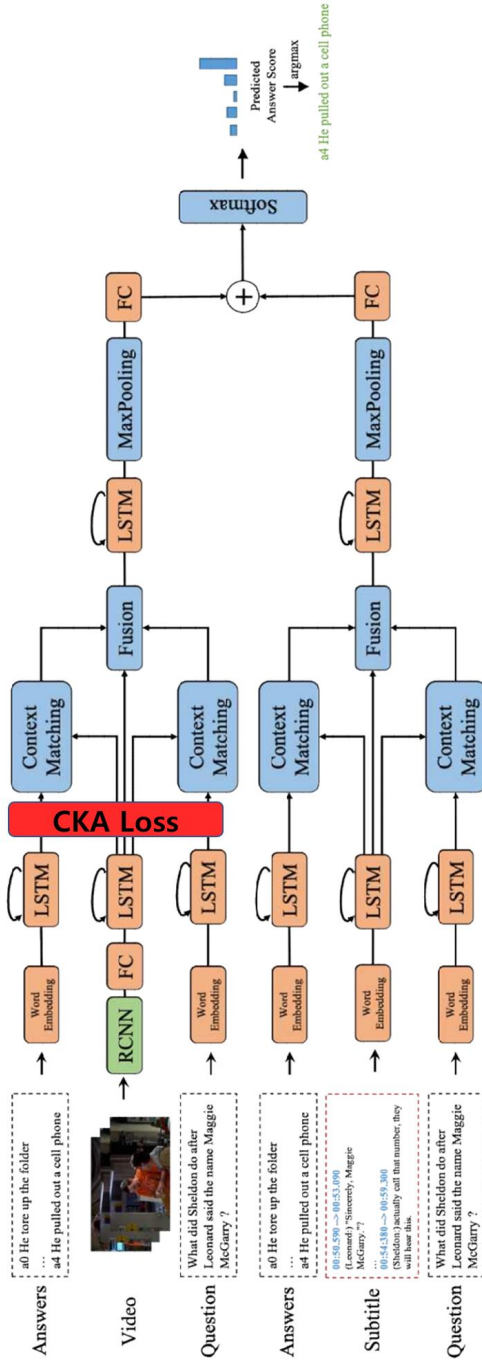 Answers
a0 He tore up the folder
...
a4 He pulled out a cell phone
Word
Embedding
LSTM
Context
Matching
Video
RCNN
FC
LSTM
CKA Loss
Fusion
LSTM
MaxPooling
FC
Question
What did Sheldon do after
Leonard said the name Maggie
McGarry ?
Word
Embedding
LSTM
Context
Matching
+
Softmax
Predicted
Answer Score
argmax
a4 He pulled out a cell phone
Answers
a0 He tore up the folder
...
a4 He pulled out a cell phone
Word
Embedding
LSTM
Context
Matching
Subtitle
00:50.590 --> 00:53.090
(Leonard:) "Sincerely, Maggie
McGarry."?
...
00:54:380 --> 00:59.300
(Sheldon:) actually call that number, they
will hear this.
Word
Embedding
LSTM
Fusion
LSTM
MaxPooling
FC
Question
What did Sheldon do after
Leonard said the name Maggie
McGarry ?
Word
Embedding
LSTM
Context
Matching